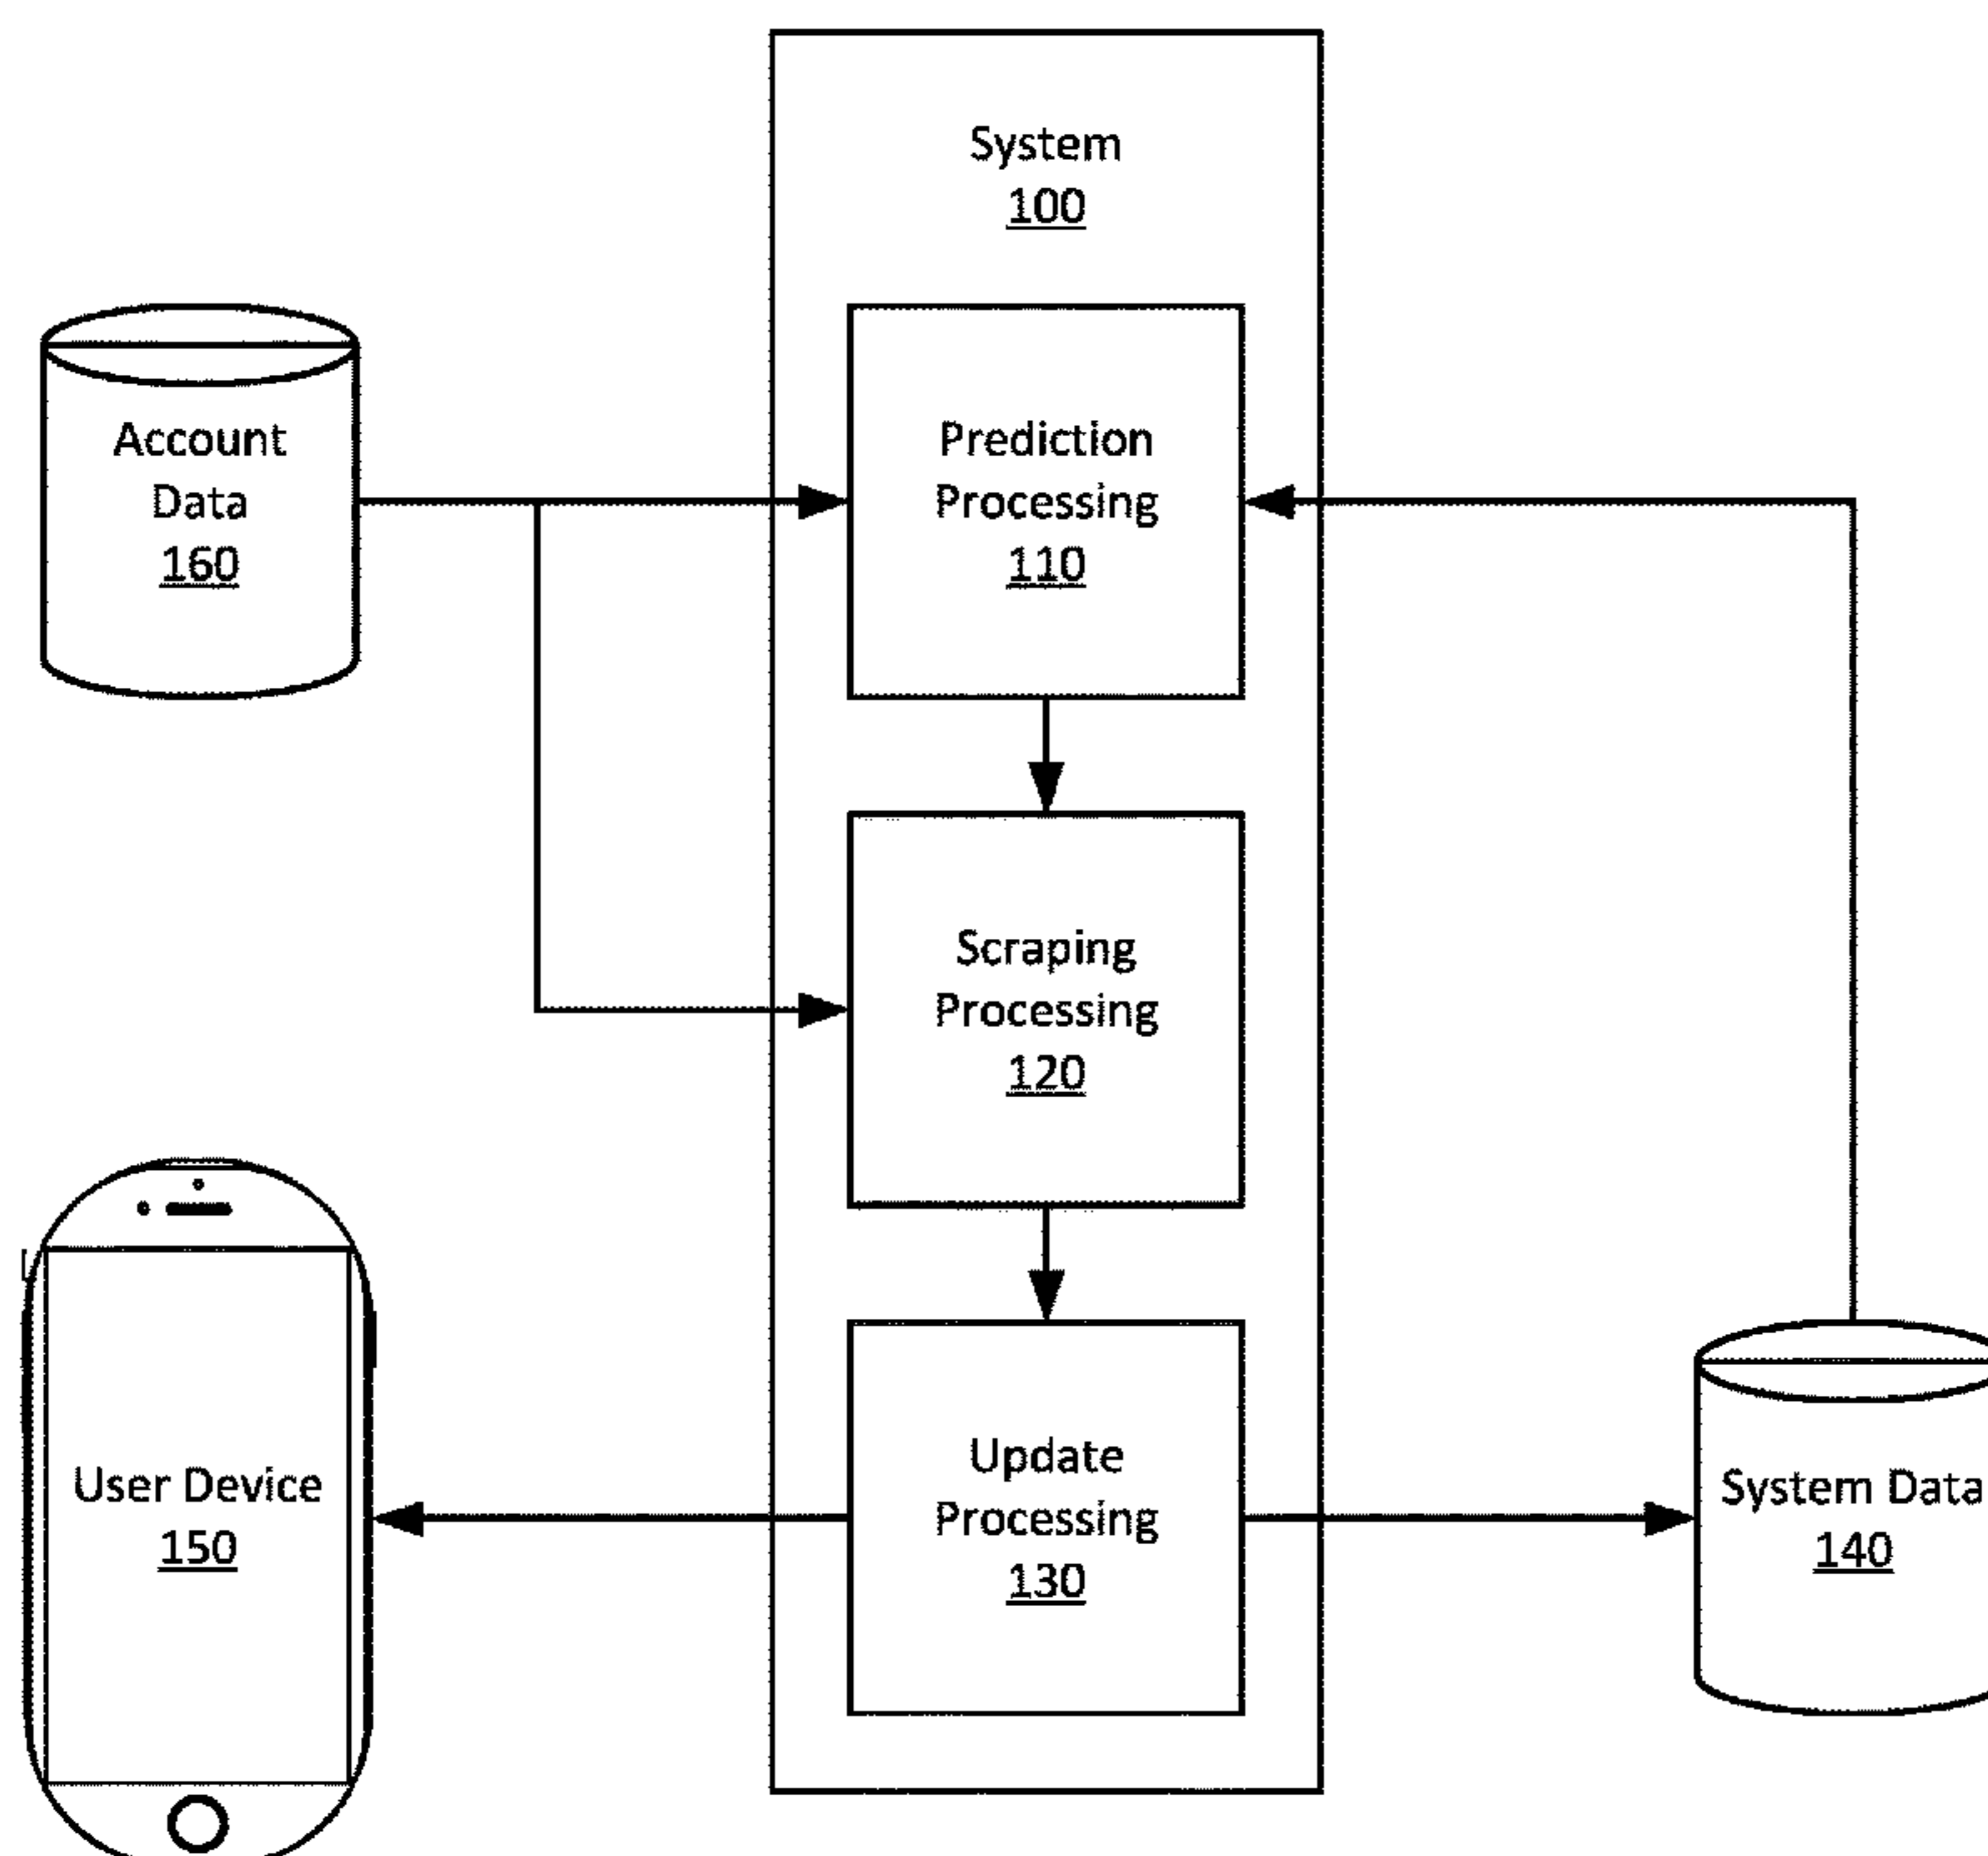 System
100
Account
Data
160
Prediction
Processing
110
Scraping
Processing
120
User Device
150
Update
Processing
130
System Data
140